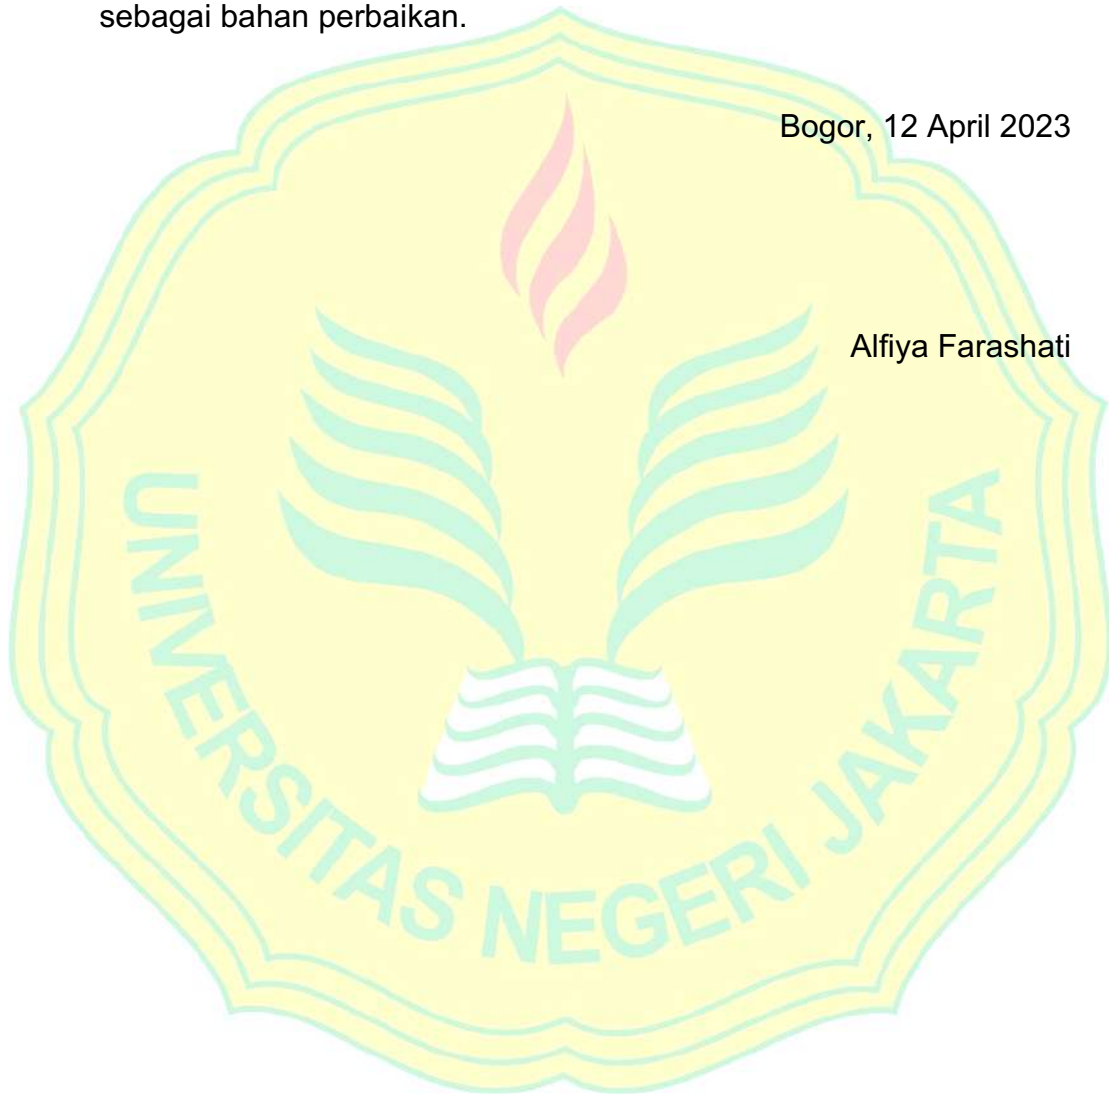 sebagai bahan perbaikan.
Bogor, 12 April 2023
Alfiya Farashati
UNIVERSITAS NEGERI JAKARTA